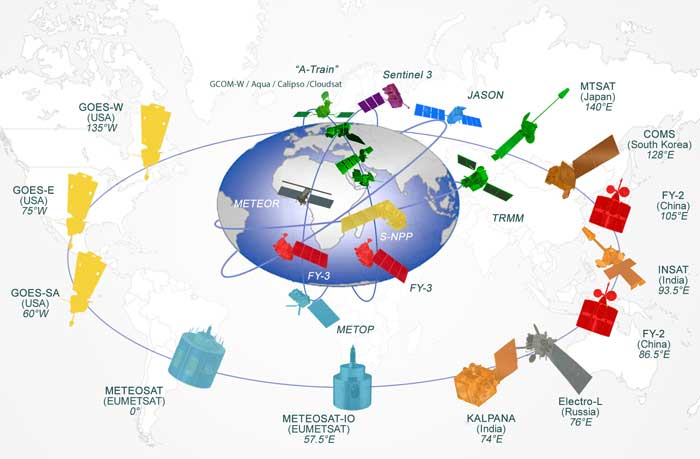 "A-Train"
GCOM-W / Aqua / Calipso /Cloudsat
Sentinel 3
JASON
MTSAT
(Japan)
140°E
GOES-W
(USA)
135°W
COMS
(South Korea)
128°E
GOES-E
(USA)
75°W
METEOR
S-NPP
TRMM
FY-2
(China)
105°E
FY-3
FY-3
INSAT
(India)
93.5°E
GOES-SA
(USA)
60°W
METOP
FY-2
(China)
86.5°E
METEOSAT
(EUMETSAT)
0°
METEOSAT-IO
(EUMETSAT)
57.5°E
KALPANA
(India)
74°E
Electro-L
(Russia)
76°E